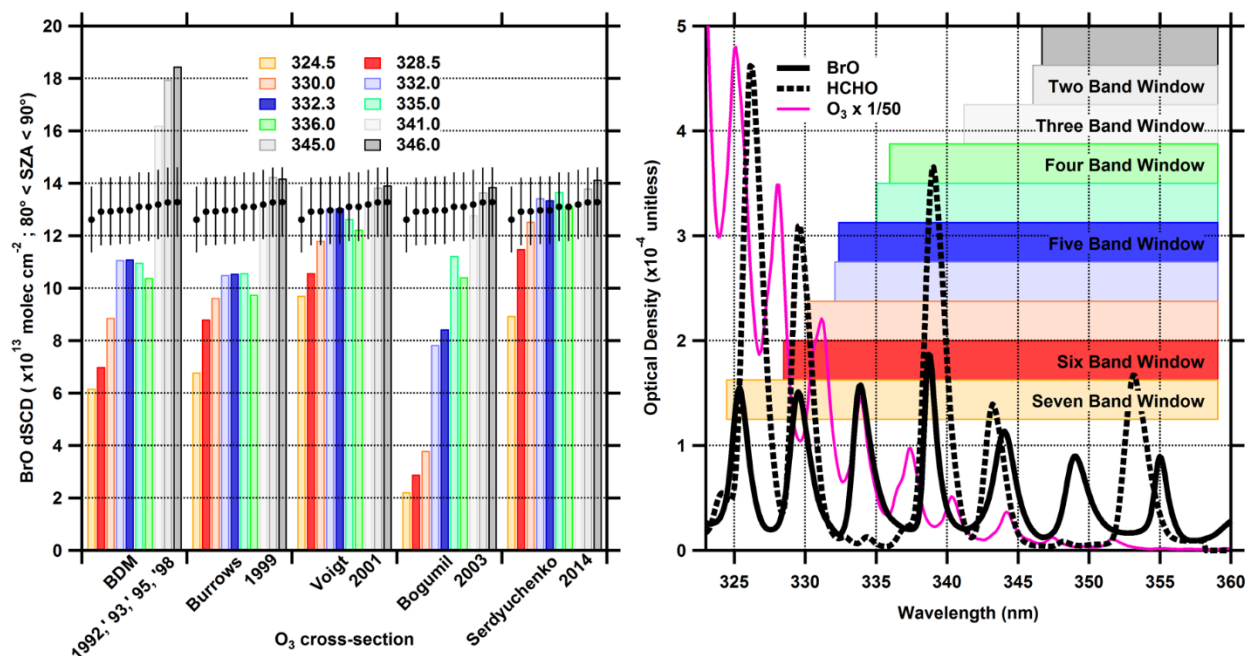 BrO dSCD ( x10¹³ molec cm⁻² ; 80° < SZA < 90°)
20
18
16
14
12
10
8
6
4
2
0
324.5 328.5
330.0 332.0
332.3 335.0
336.0 341.0
345.0 346.0
BDM
1992,' 93,' 95, '98
Burrows
1999
Voigt
2001
Bogumil
2003
Serdyuchenko
2014
O₃ cross-section
Optical Density (x10⁻⁴ unitless)
5
4
3
2
1
0
BrO
HCHO
O₃ x 1/50
Two Band Window
Three Band Window
Four Band Window
Five Band Window
Six Band Window
Seven Band Window
325 330 335 340 345 350 355 360
Wavelength (nm)